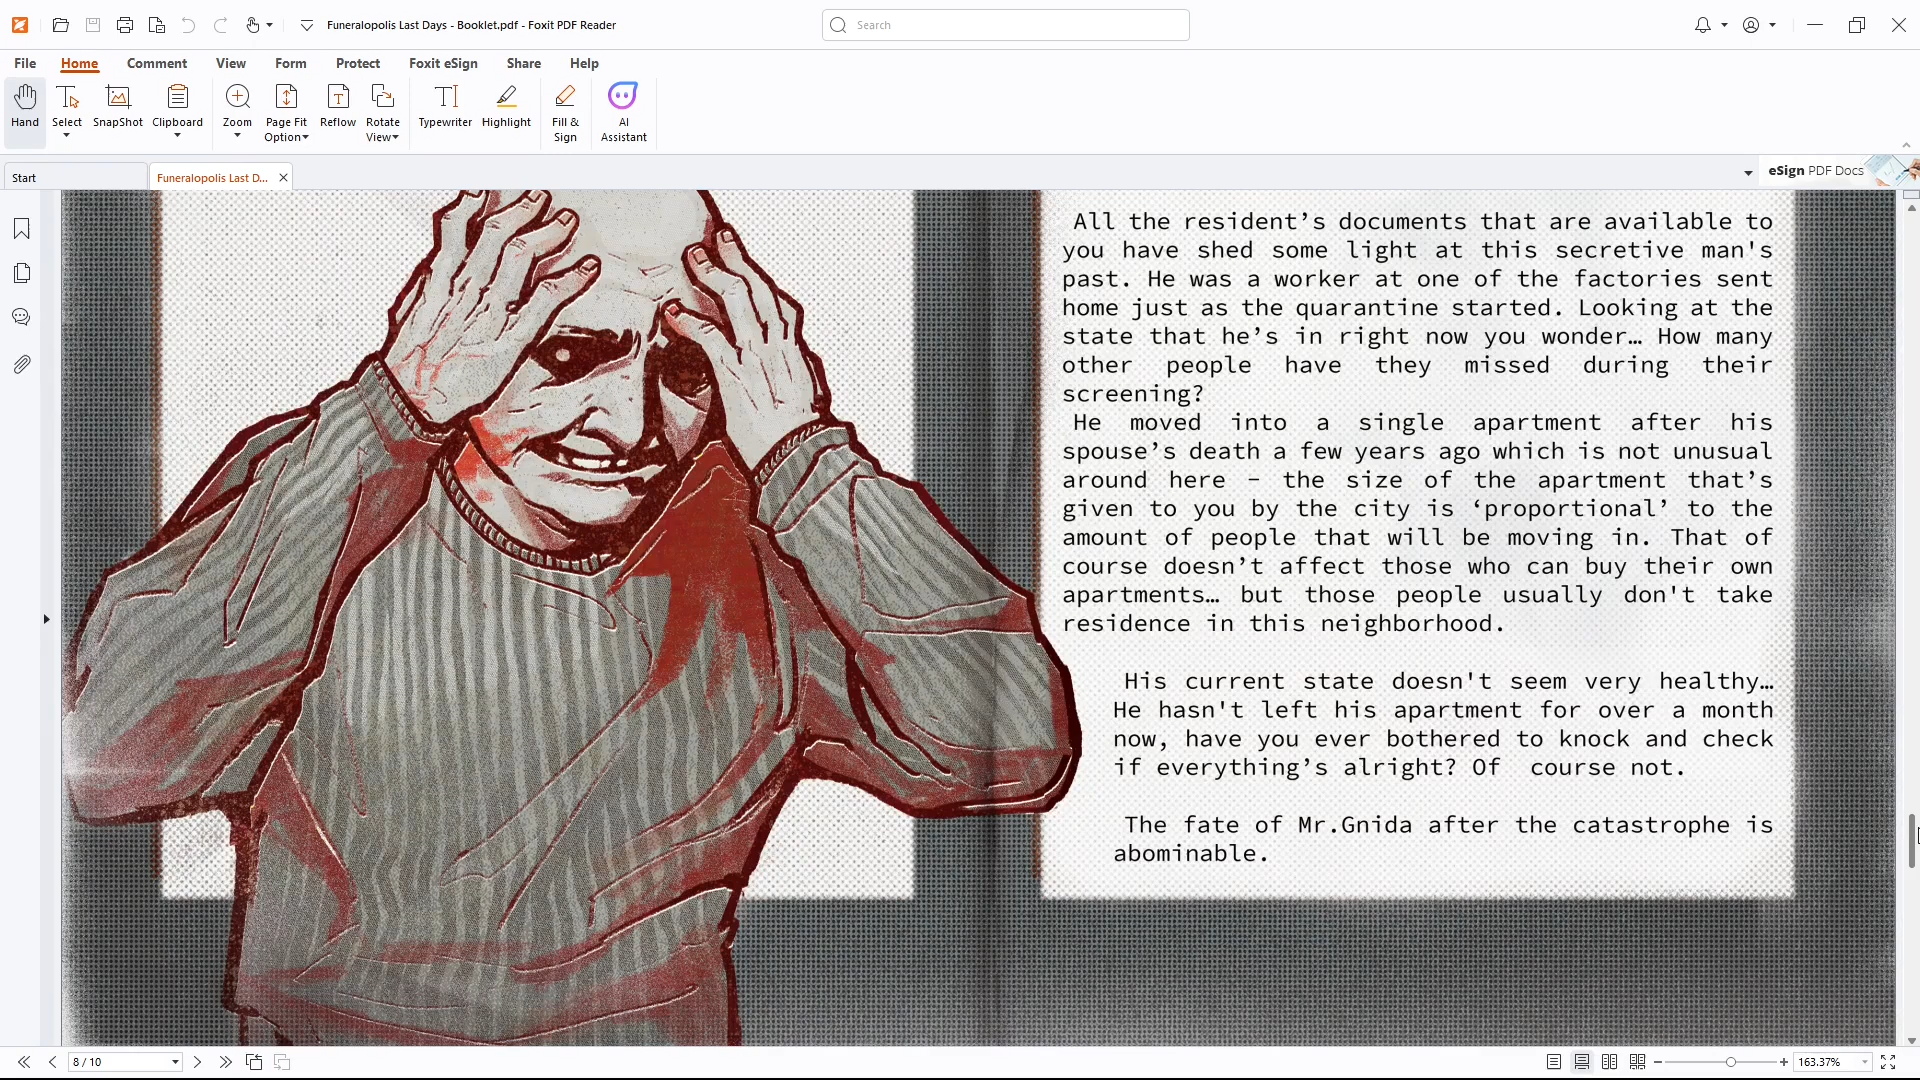 Funeralopolis Last Days - Booklet.pdf - Foxit PDF Reader
Search
File Home Comment View Form Protect Foxit eSign Share Help
Hand
Select
SnapShot
Clipboard
Zoom
Page Fit
Option
Reflow
Rotate
View
Typewriter
Highlight
Fill &
Sign
AI
Assistant
Start
Funeralopolis Last D...
eSign PDF Docs
All the resident’s documents that are available to
you have shed some light at this secretive man's
past. He was a worker at one of the factories sent
home just as the quarantine started. Looking at the
state that he’s in right now you wonder… How many
other people have they missed during their
screening?
He moved into a single apartment after his
spouse’s death a few years ago which is not unusual
around here - the size of the apartment that’s
given to you by the city is ‘proportional’ to the
amount of people that will be moving in. That of
course doesn’t affect those who can buy their own
apartments… but those people usually don't take
residence in this neighborhood.
His current state doesn't seem very healthy…
He hasn't left his apartment for over a month
now, have you ever bothered to knock and check
if everything’s alright? Of course not.
The fate of Mr.Gnida after the catastrophe is
abominable.
8 / 10
163.37%